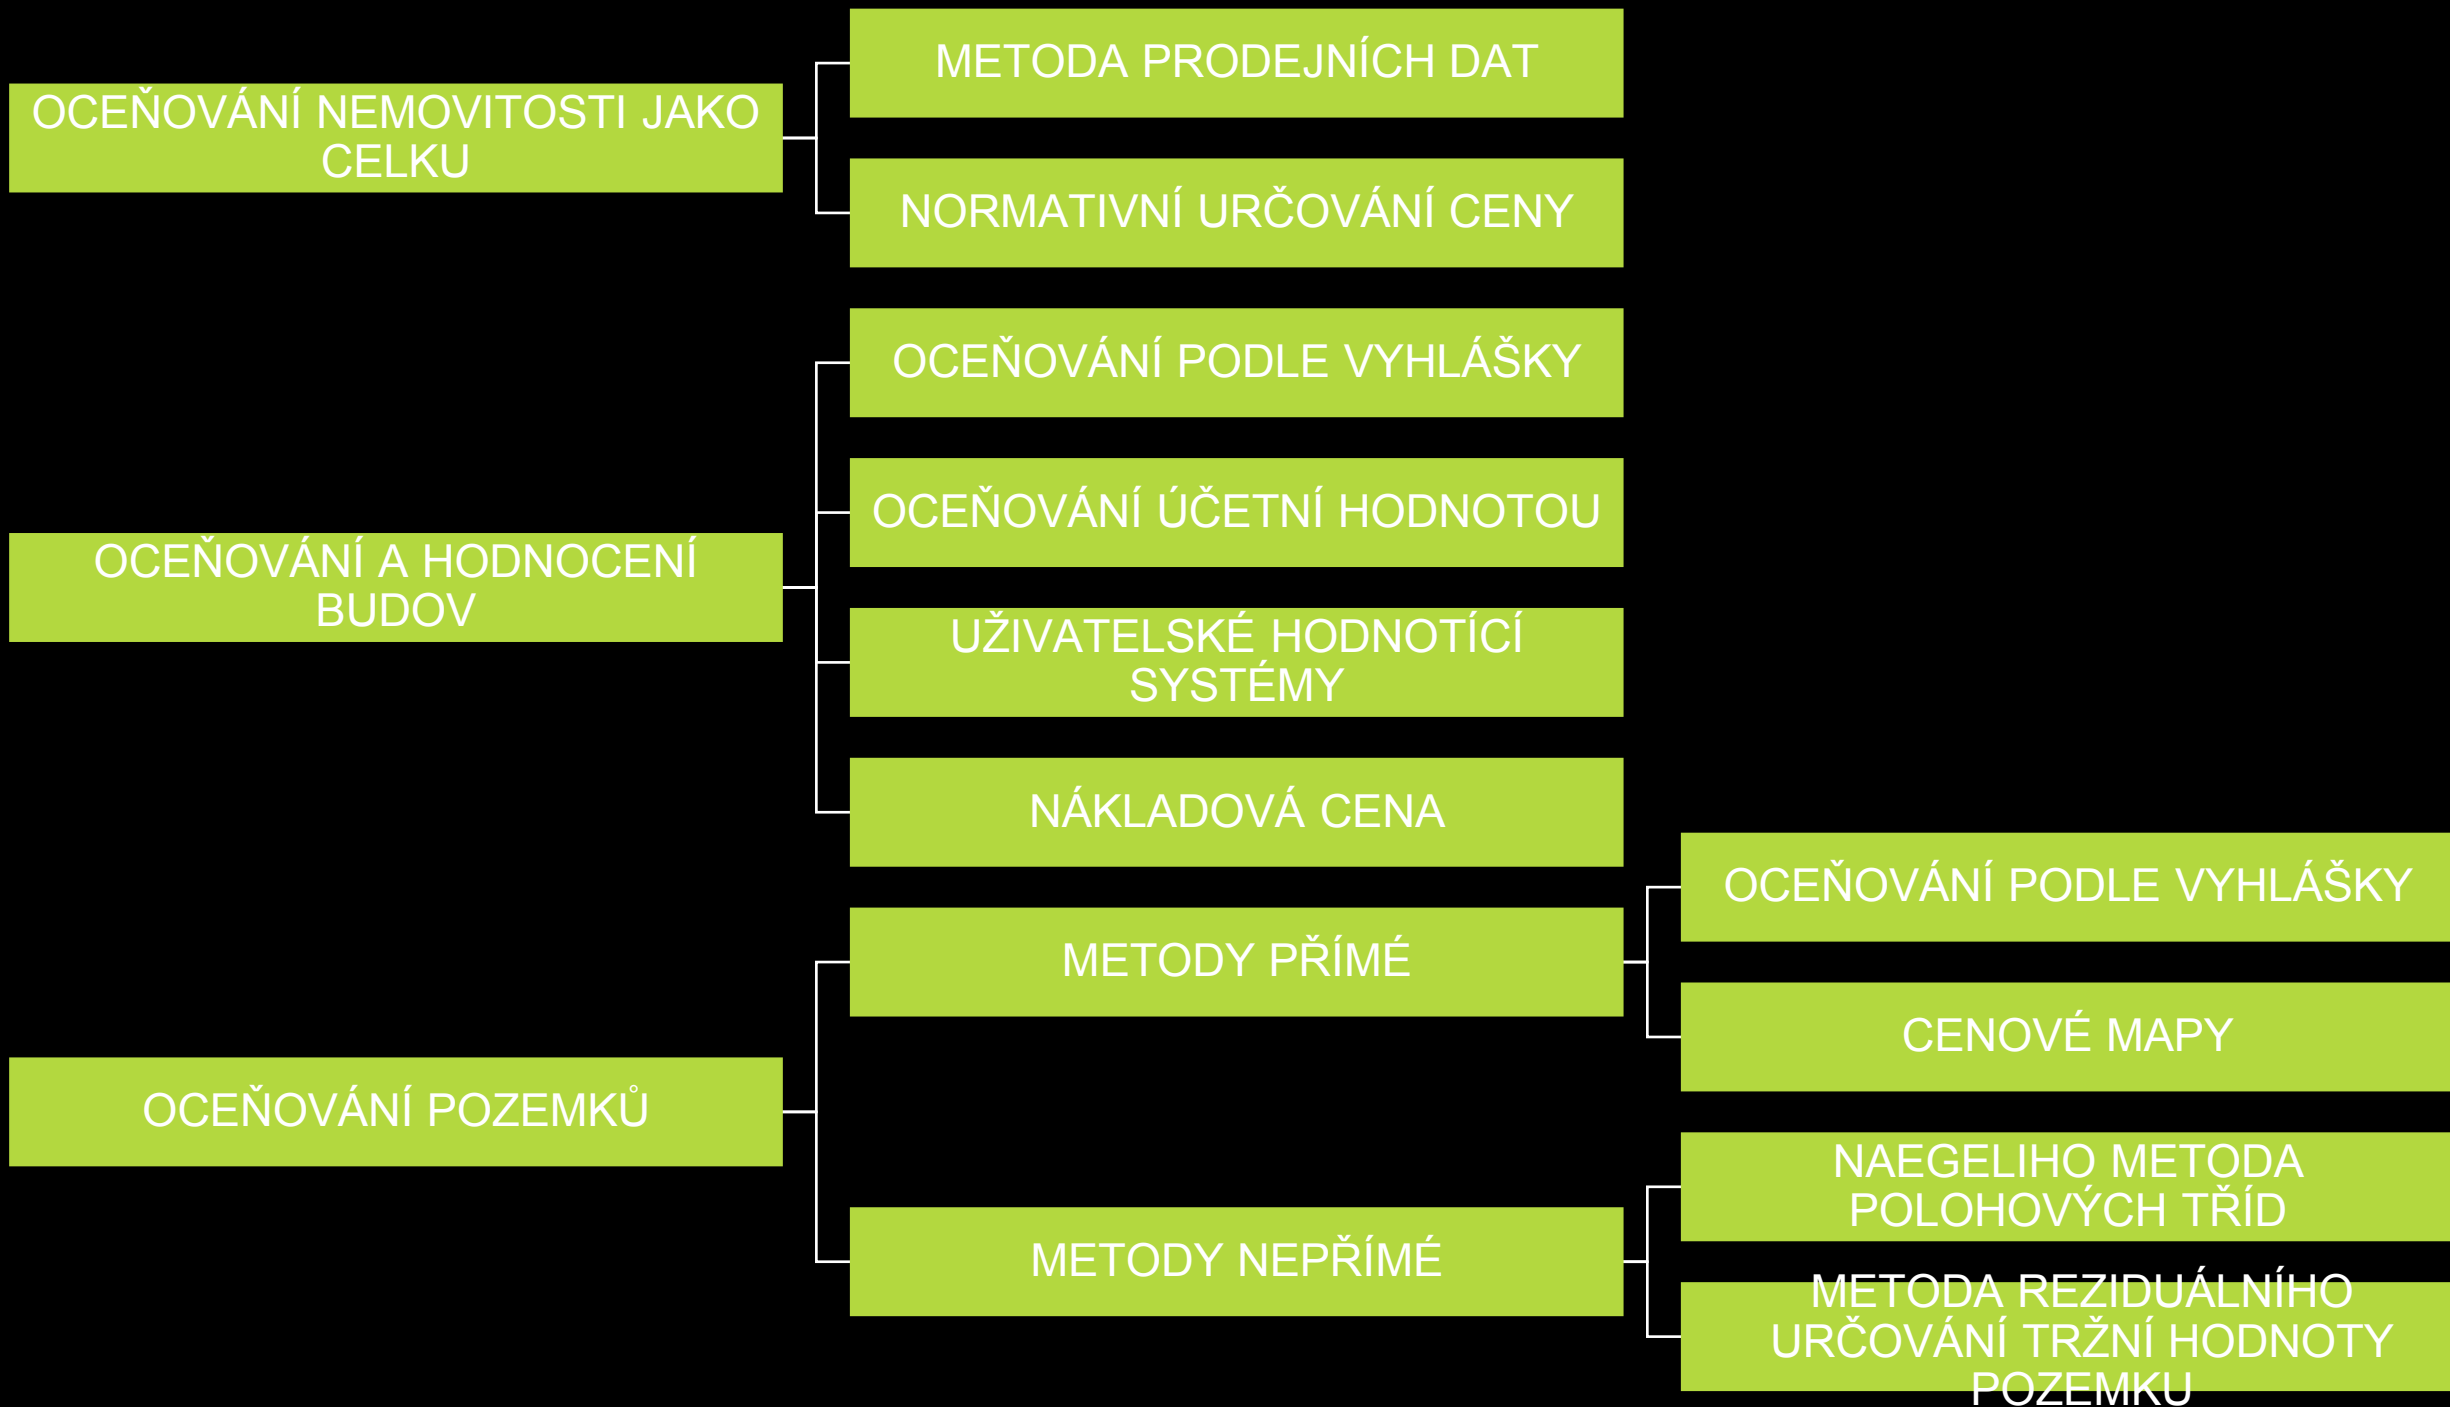 OCEŇOVÁNÍ NEMOVITOSTI JAKO
CELKU
METODA PRODEJNÍCH DAT
NORMATIVNÍ URČOVÁNÍ CENY
OCEŇOVÁNÍ A HODNOCENÍ
BUDOV
OCEŇOVÁNÍ PODLE VYHLÁŠKY
OCEŇOVÁNÍ ÚČETNÍ HODNOTOU
UŽIVATELSKÉ HODNOTÍCÍ
SYSTÉMY
NÁKLADOVÁ CENA
OCEŇOVÁNÍ POZEMKŮ
METODY PŘÍMÉ
OCEŇOVÁNÍ PODLE VYHLÁŠKY
CENOVÉ MAPY
METODY NEPŘÍMÉ
NAEGELIHO METODA
POLOHOVÝCH TŘÍD
METODA REZIDUÁLNÍHO
URČOVÁNÍ TRŽNÍ HODNOTY
POZEMKU